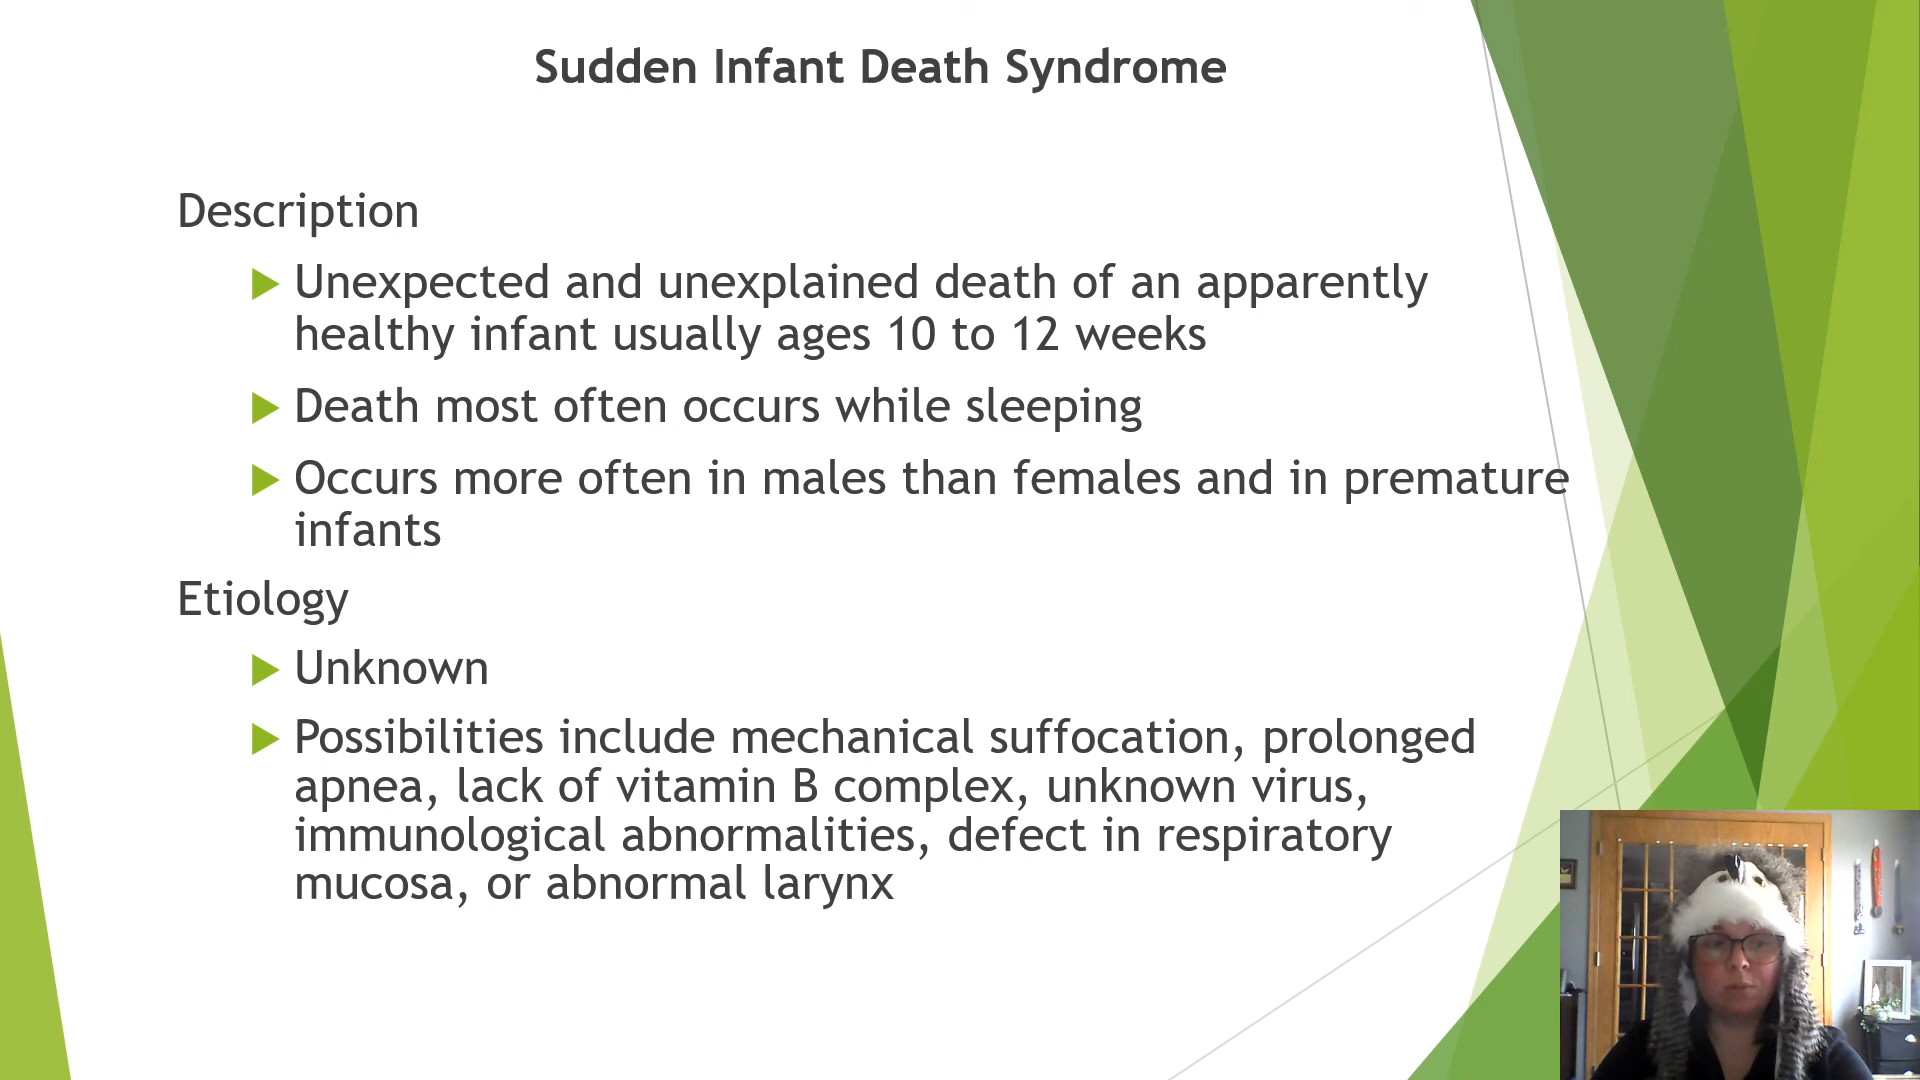 Sudden Infant Death Syndrome
Description
Unexpected and unexplained death of an apparently
healthy infant usually ages 10 to 12 weeks
Death most often occurs while sleeping
Occurs more often in males than females and in premature
infants
Etiology
Unknown
Possibilities include mechanical suffocation, prolonged
apnea, lack of vitamin B complex, unknown virus,
immunological abnormalities, defect in respiratory
mucosa, or abnormal larynx